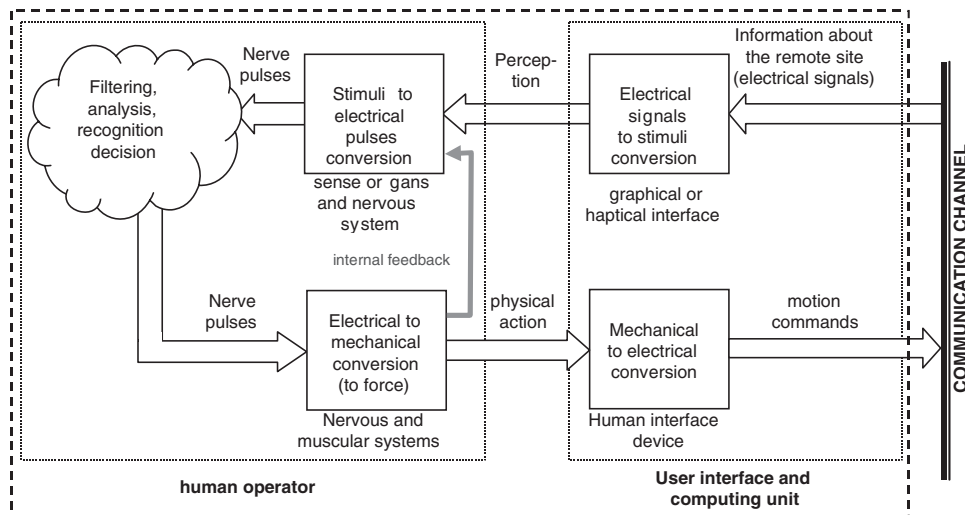 Nerve
pulses
Filtering,
analysis,
recognition
decision
Stimuli to
electrical
pulses
conversion
sense or gans
and nervous
system
Percep-
tion
Electrical
signals
to stimuli
conversion
graphical or
haptical interface
Information about
the remote site
(electrical signals)
internal feedback
Nerve
pulses
Electrical to
mechanical
conversion
(to force)
Nervous and
muscular systems
physical
action
Mechanical
to electrical
conversion
Human interface
device
motion
commands
human operator
User interface and
computing unit
COMMUNICATION CHANNEL